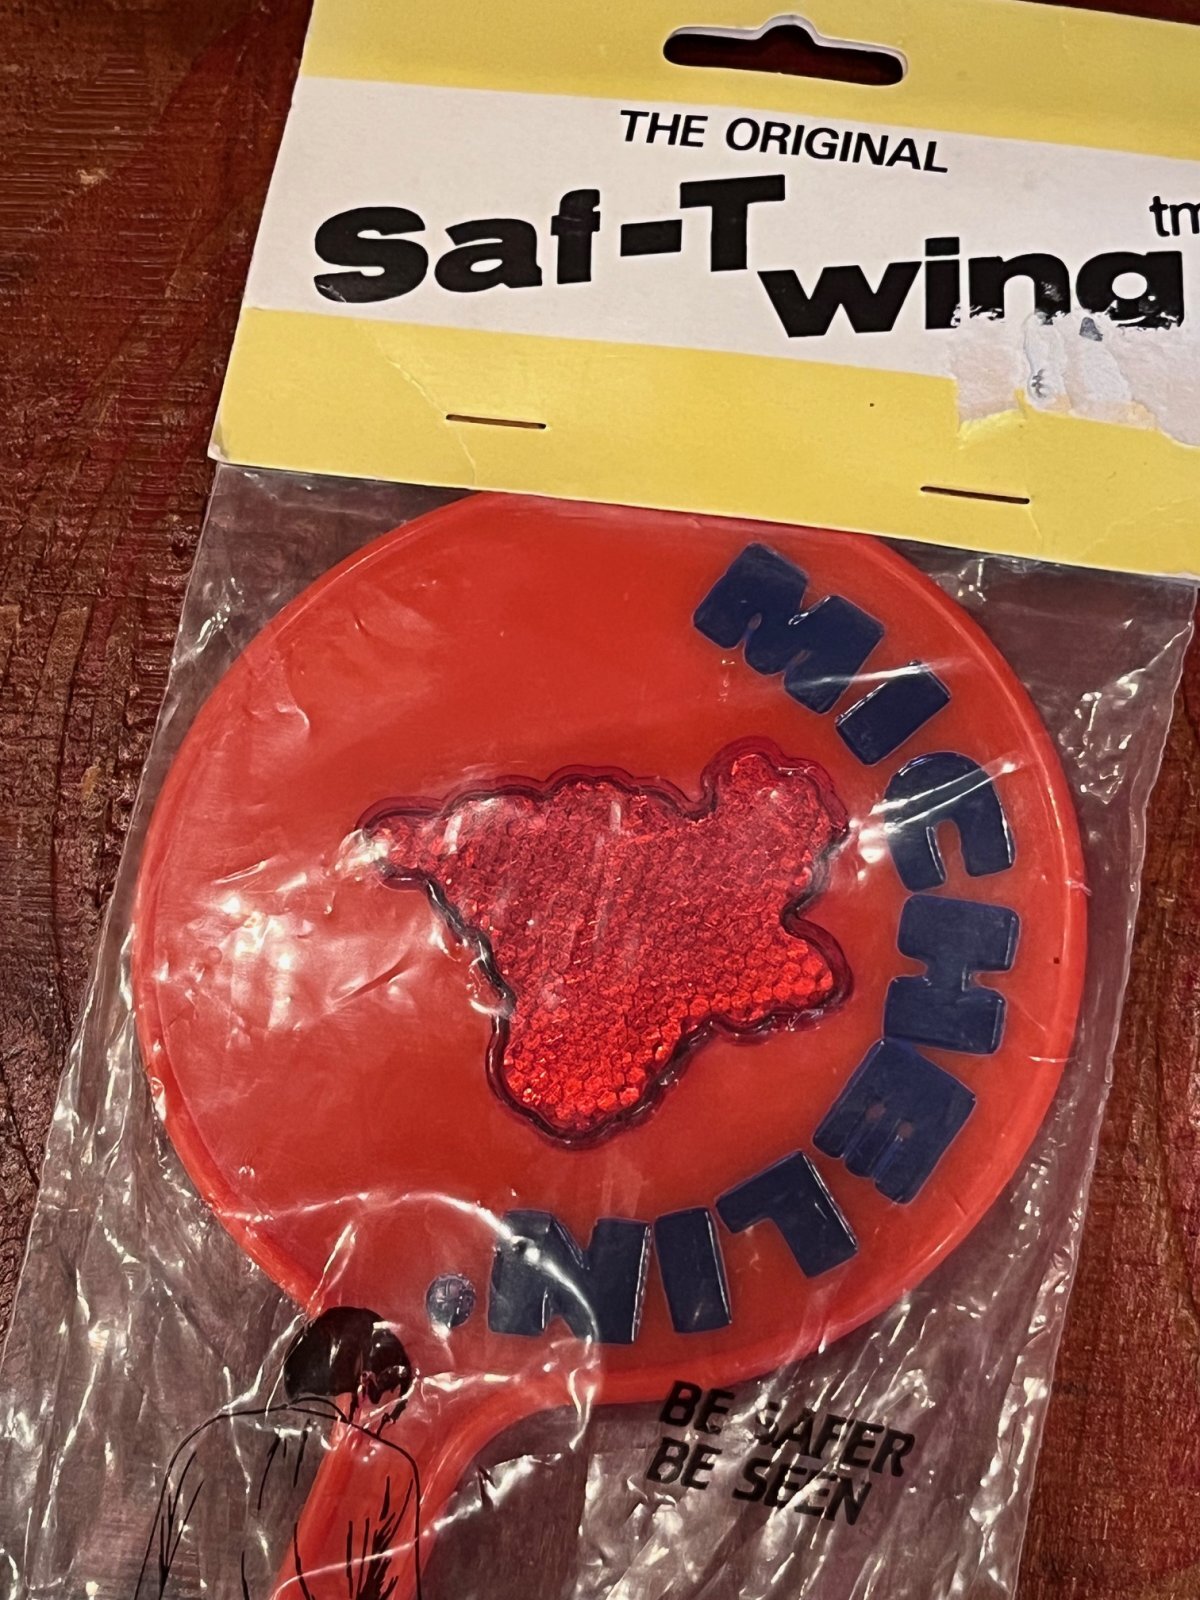 THE ORIGINAL
Saf-T wing tm
MICHELIN
BE SAFER
BE SEEN